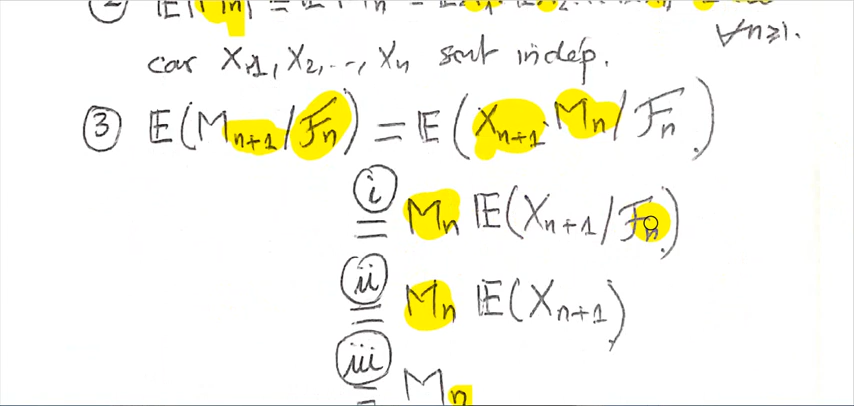 ∀n≥1.
car X₁, X₂, .., Xₙ sont indép.
③ 𝔼(Mₙ₊₁/ℱₙ) = 𝔼(Xₙ₊₁·Mₙ/ℱₙ)
(i) = Mₙ 𝔼(Xₙ₊₁/ℱₙ)
(ii) = Mₙ 𝔼(Xₙ₊₁)
(iii) = Mₙ